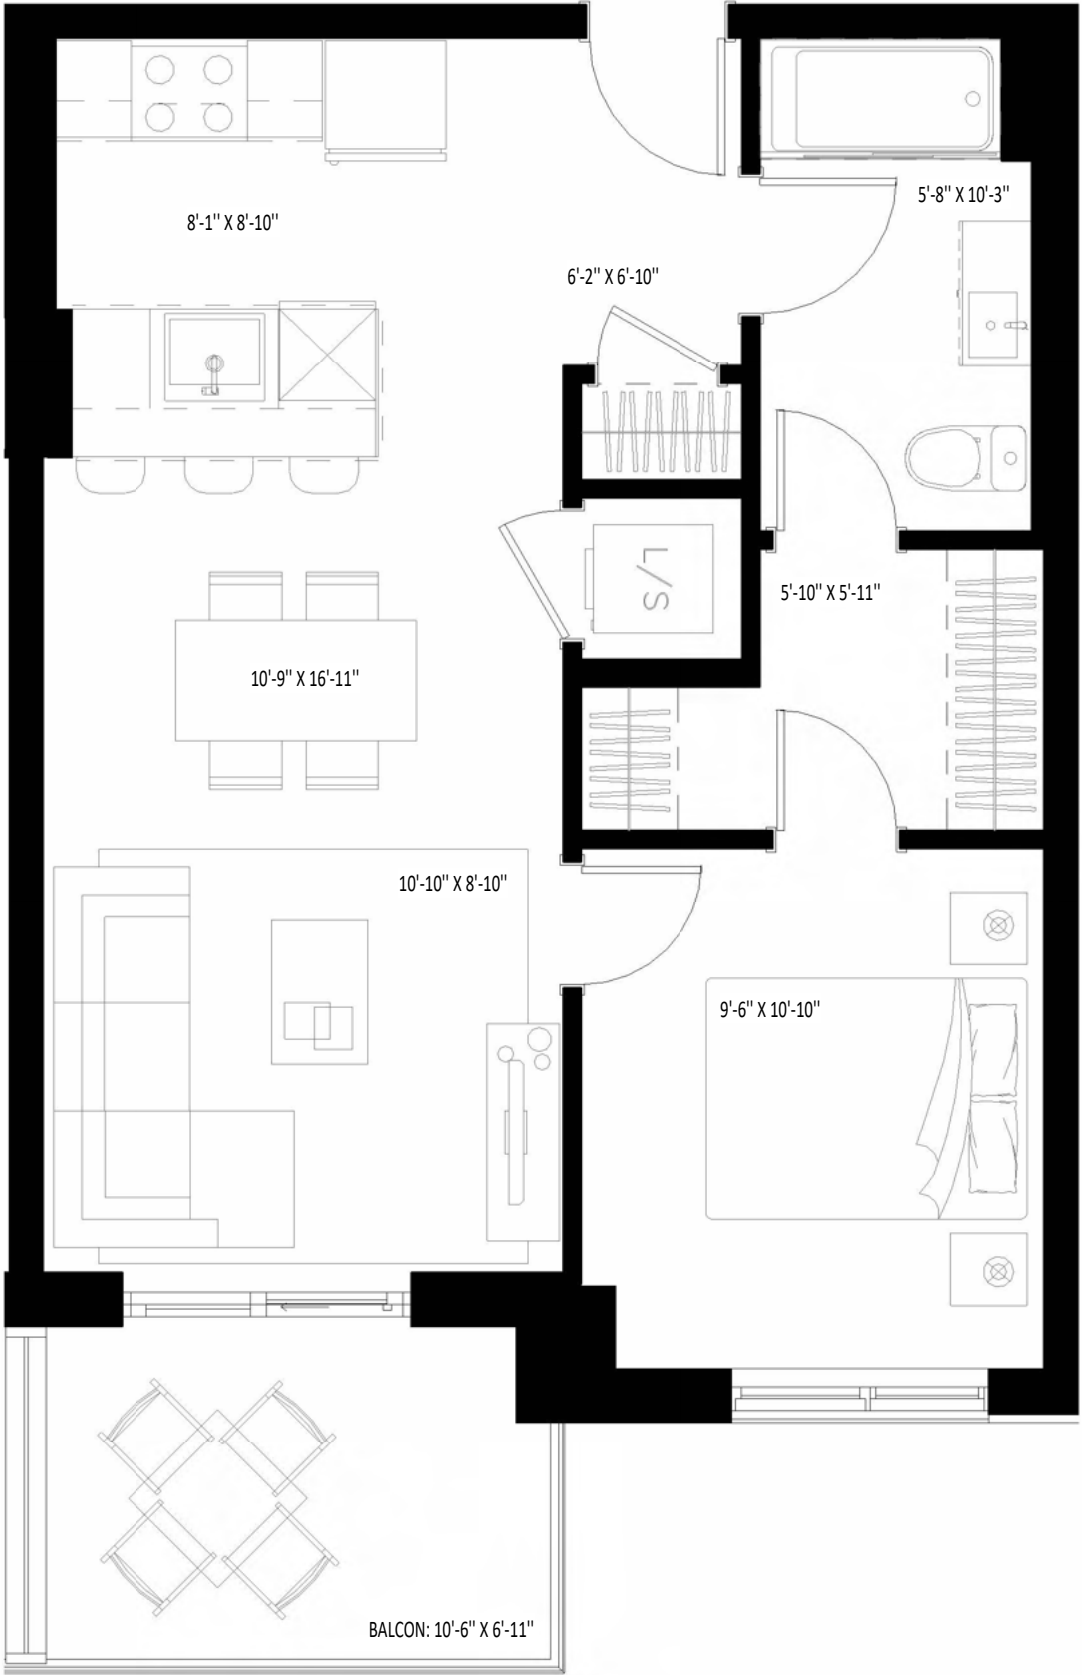 5'-8" X 10'-3"
8'-1" X 8'-10"
6'-2" X 6'-10"
L/S
5'-10" X 5'-11"
10'-9" X 16'-11"
10'-10" X 8'-10"
9'-6" X 10'-10"
BALCON: 10'-6" X 6'-11"